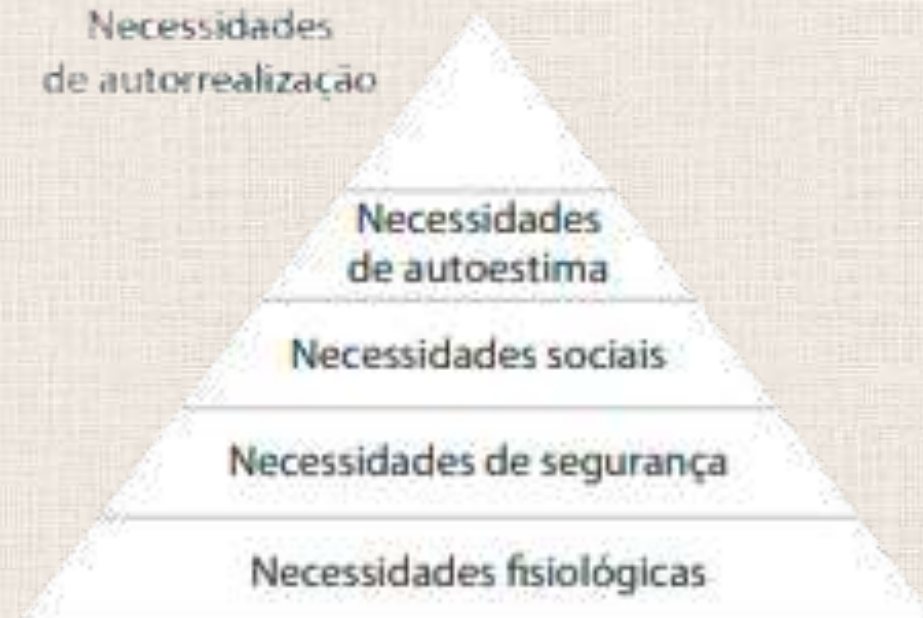 Necessidades
de autorrealização
Necessidades
de autoestima
Necessidades sociais
Necessidades de segurança
Necessidades fisiológicas